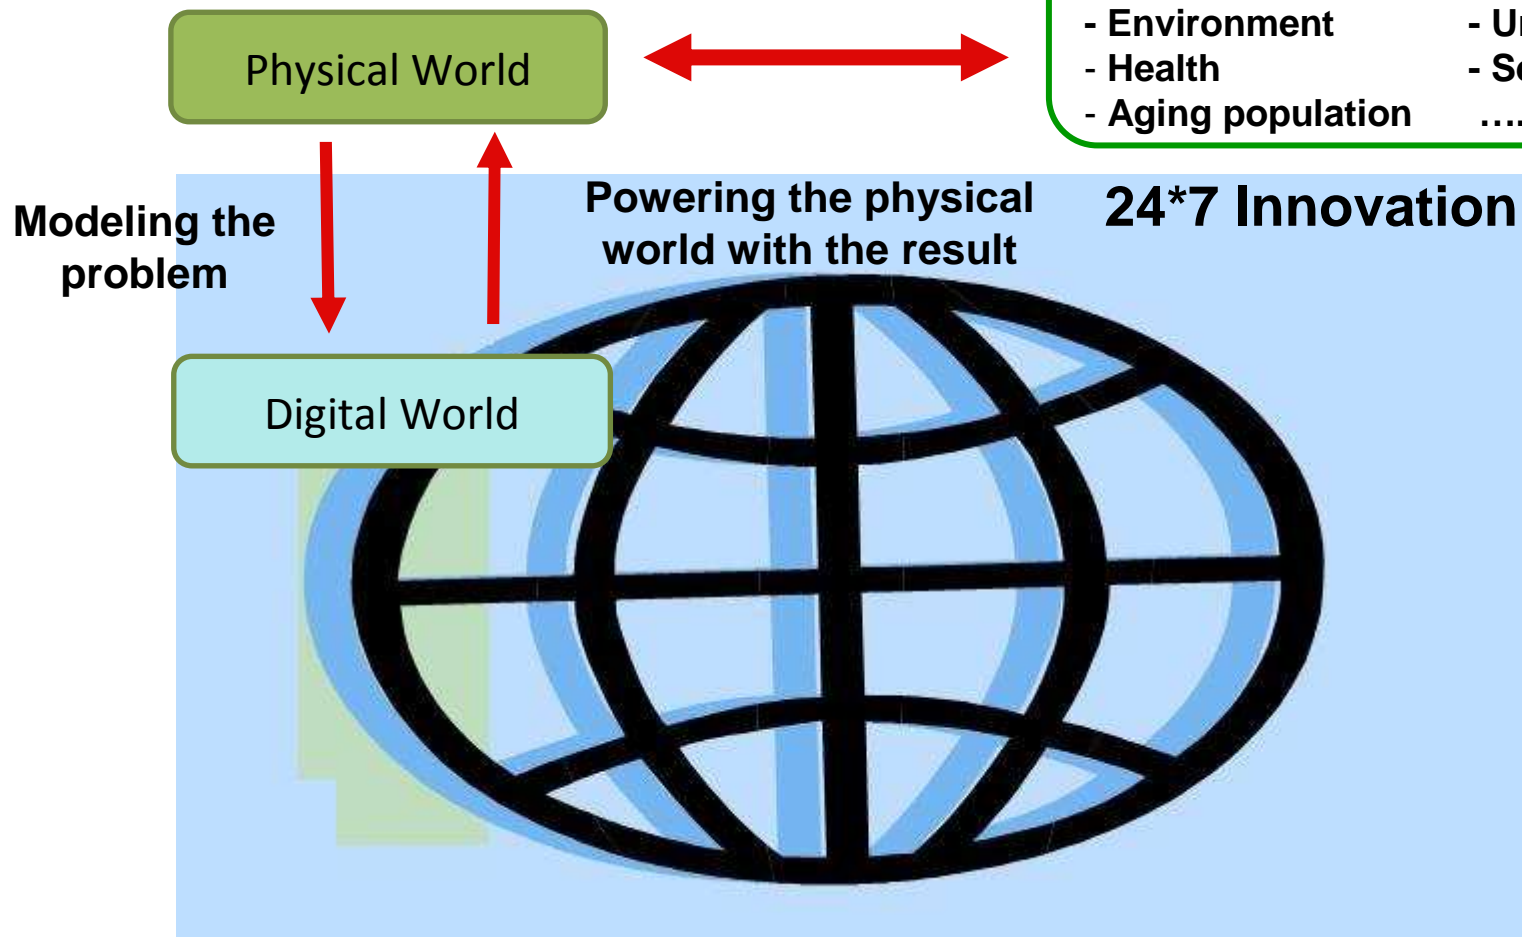 Physical World
- Environment
- Health
- Aging population
.....
Modeling the
problem
Powering the physical
world with the result
24*7 Innovation
Digital World